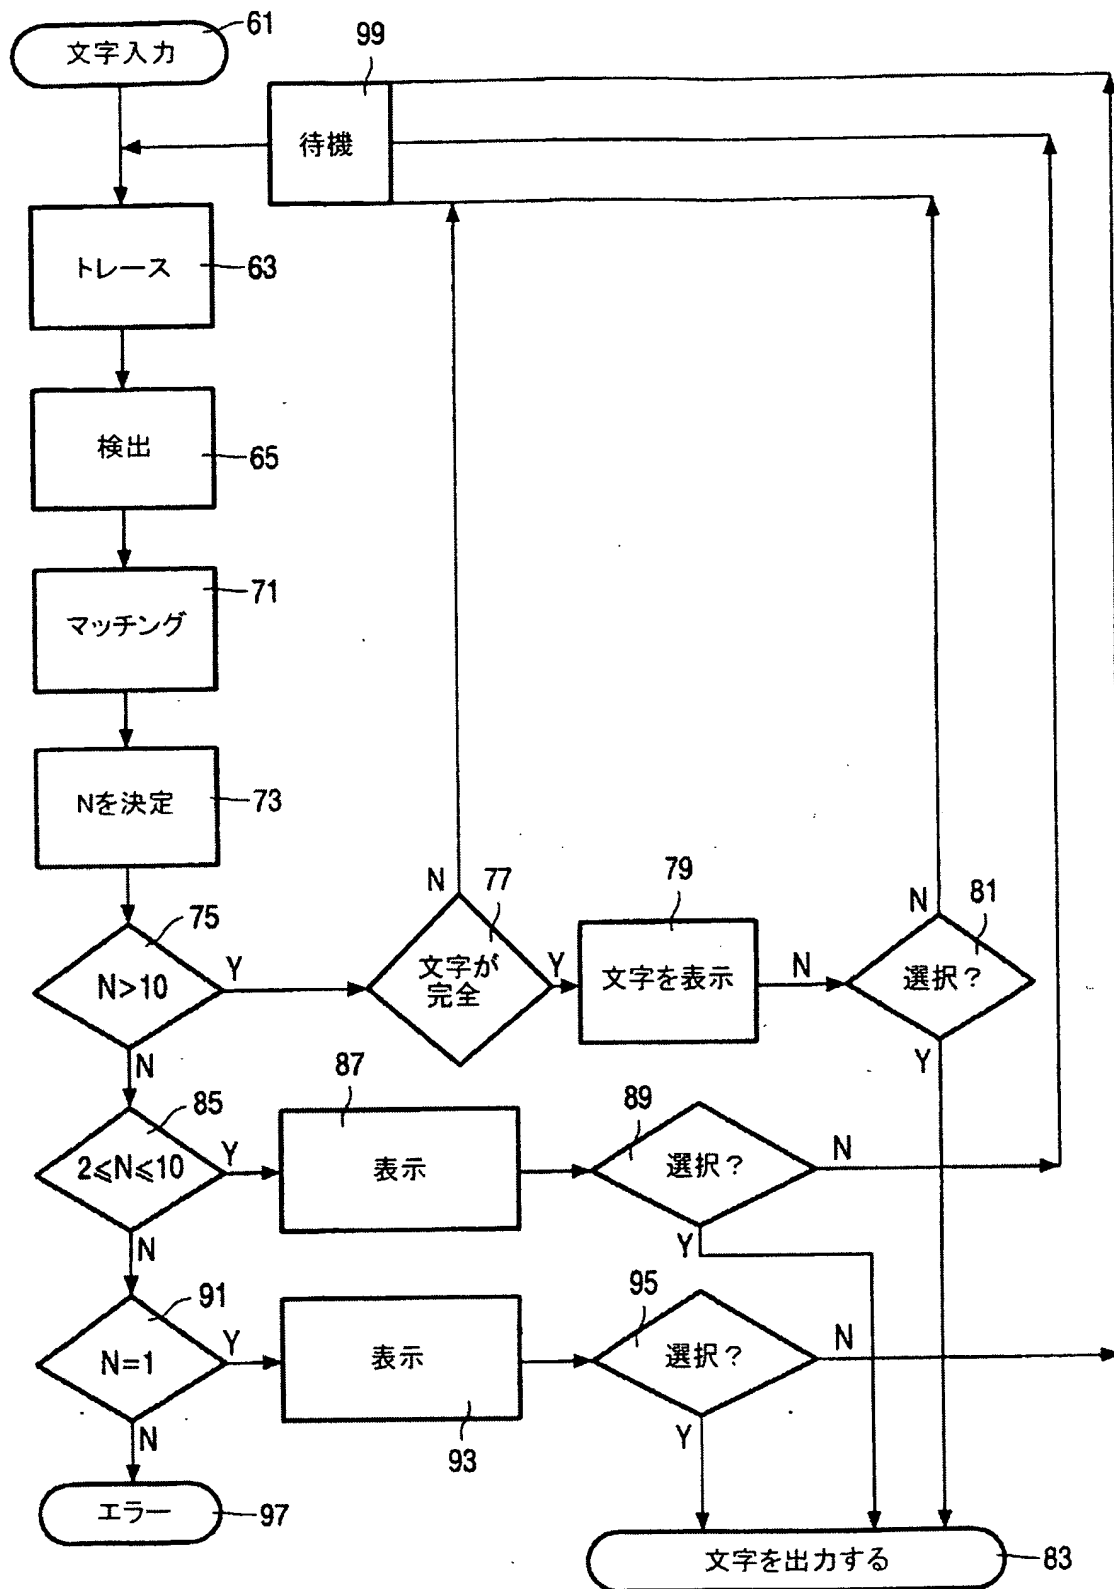 文字入力
61
99
待機
トレース
63
検出
65
マッチング
71
Nを決定
73
75
N>10
Y
N
77
N
文字が
完全
Y
79
文字を表示
N
N
81
選択?
Y
85
2≤N≤10
Y
N
87
表示
89
選択?
N
Y
91
N=1
Y
N
93
表示
95
選択?
N
Y
エラー
97
文字を出力する
83